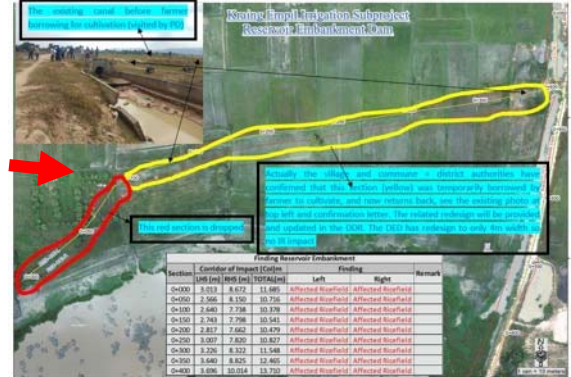 The existing canal before farmer
borrowing for cultivation (visited by PD)
Kraing Empil Irrigation Subproject
Reservoir Embankment Dam
Actually the village and commune + district authorities have
confirmed that this section (yellow) was temporarily borrowed by
farmer to cultivate, and now returns back, see the existing photo at
top left and confirmation letter. The related redesign will be provided
and updated in the DDR. The DED has redesign to only 4m width so
no IR impact
This red section is dropped
Finding Reservoir Embankment
Section Corridor of Impact (CoI)m Finding Remark
LHS (m) RHS (m) TOTAL(m) Left Right
0+000 3.013 8.672 11.685 Affected Ricefield Affected Ricefield
0+050 2.566 8.150 10.716 Affected Ricefield Affected Ricefield
0+100 2.640 7.738 10.378 Affected Ricefield Affected Ricefield
0+150 2.743 7.798 10.541 Affected Ricefield Affected Ricefield
0+200 2.817 7.662 10.479 Affected Ricefield Affected Ricefield
0+250 3.007 7.820 10.827 Affected Ricefield Affected Ricefield
0+300 3.226 8.322 11.548 Affected Ricefield Affected Ricefield
0+350 3.640 8.825 12.465 Affected Ricefield Affected Ricefield
0+400 3.696 10.014 13.710 Affected Ricefield Affected Ricefield
1 cm = 10 meters